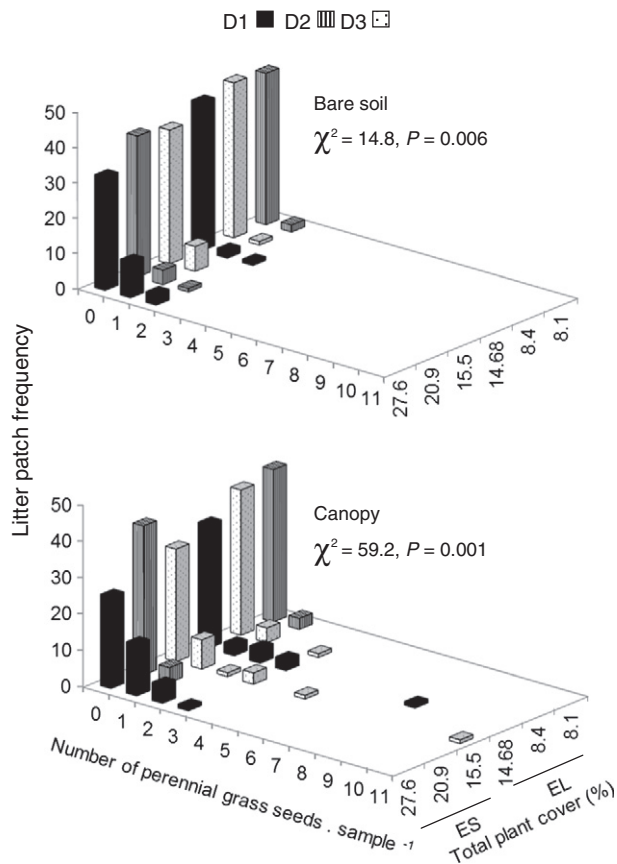 D1 D2 D3
Bare soil
χ² = 14.8, P = 0.006
50
40
30
20
10
0
0 1 2 3 4 5 6 7 8 9 10 11
27.6 20.9 15.5 14.68 8.4 8.1
Litter patch frequency
Canopy
χ² = 59.2, P = 0.001
50
40
30
20
10
0
0 1 2 3 4 5 6 7 8 9 10 11
27.6 20.9 15.5 14.68 8.4 8.1
Number of perennial grass seeds . sample ⁻¹
ES EL
Total plant cover (%)